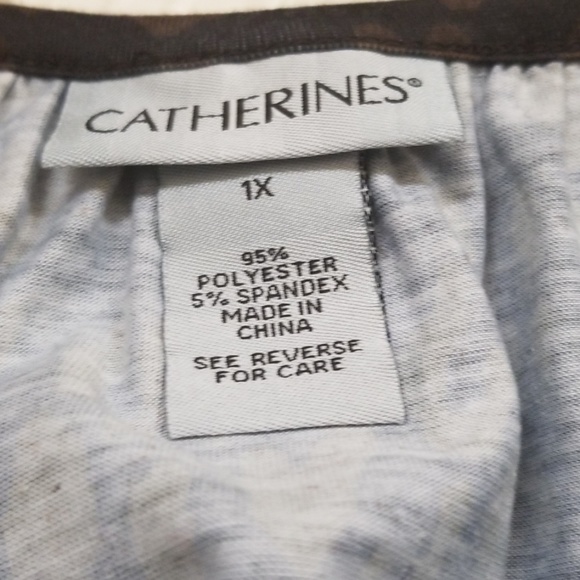 CATHERINES®
1X
95%
POLYESTER
5% SPANDEX
MADE IN
CHINA
SEE REVERSE
FOR CARE